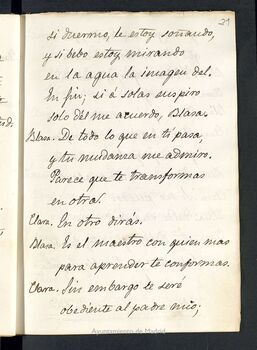 21
si duermo, le estoy soñando,
y si bebo estoy mirando
en la agua la imagen del.
En fin; si á solas suspiro
solo del me acuerdo, Blasa.
Blasa. De todo lo que en ti pasa,
y tu mudanza me admiro.
Parece que te transformas
en otra.
Clara. En otro dirás.
Blasa. Es el maestro con quien mas
para aprender te conformas.
Clara. Sin embargo te seré
obediente al padre mio;
Ayuntamiento de Madrid